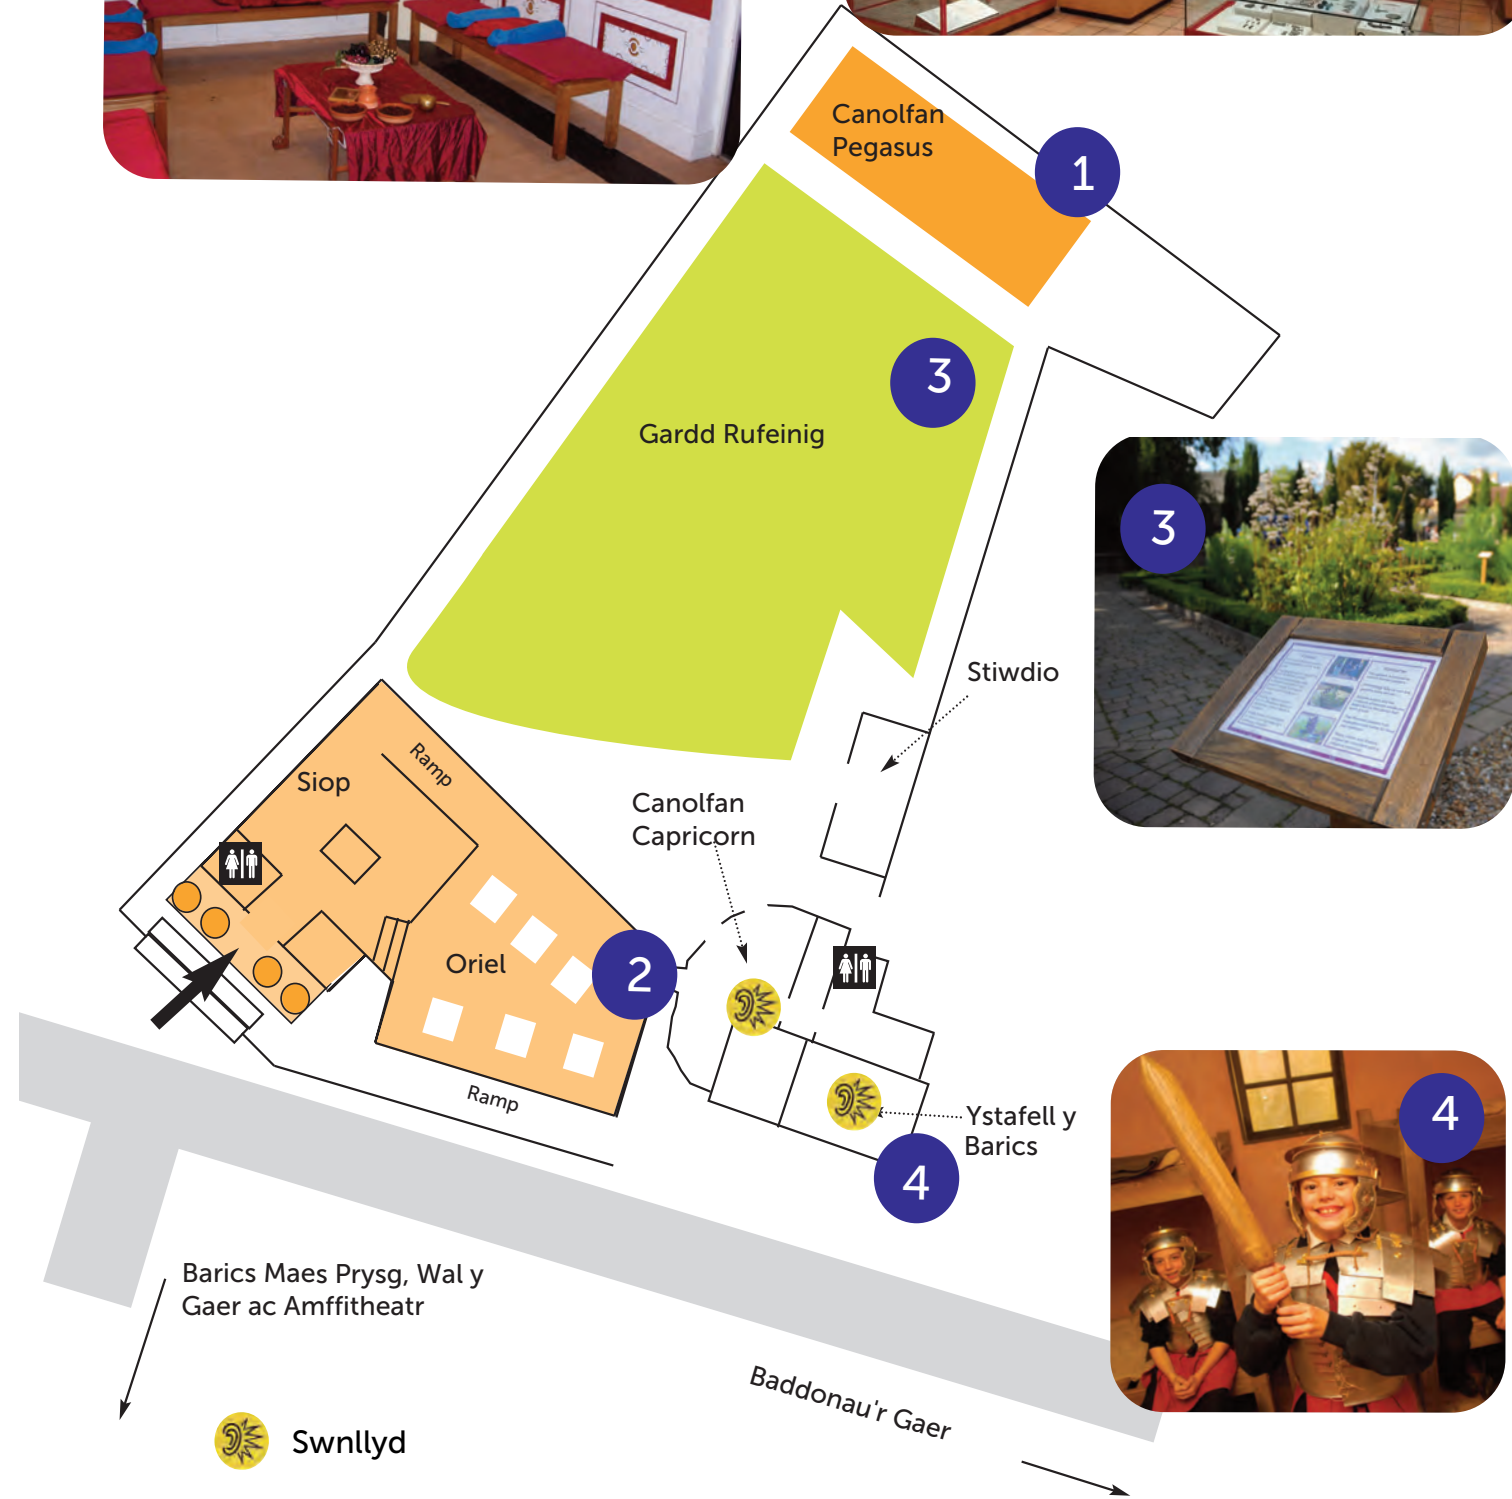 Canolfan
Pegasus
1
3
Gardd Rufeinig
3
Stiwdio
Ramp
Siop
Canolfan
Capricorn
Oriel
2
Ramp
Ystafell y
Barics
4
4
Barics Maes Prysg, Wal y
Gaer ac Amffitheatr
Baddonau'r Gaer
Swnllyd